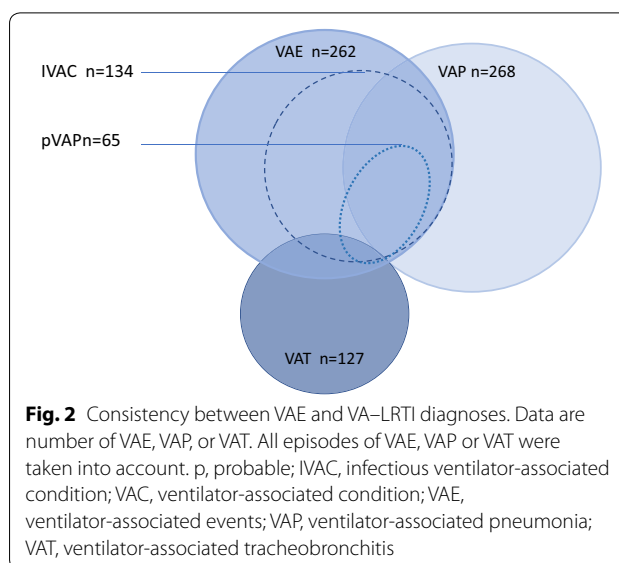 VAE n=262
IVAC n=134
VAP n=268
pVAPn=65
VAT n=127
Fig. 2 Consistency between VAE and VA–LRTI diagnoses. Data are
number of VAE, VAP, or VAT. All episodes of VAE, VAP or VAT were
taken into account. p, probable; IVAC, infectious ventilator-associated
condition; VAC, ventilator-associated condition; VAE,
ventilator-associated events; VAP, ventilator-associated pneumonia;
VAT, ventilator-associated tracheobronchitis